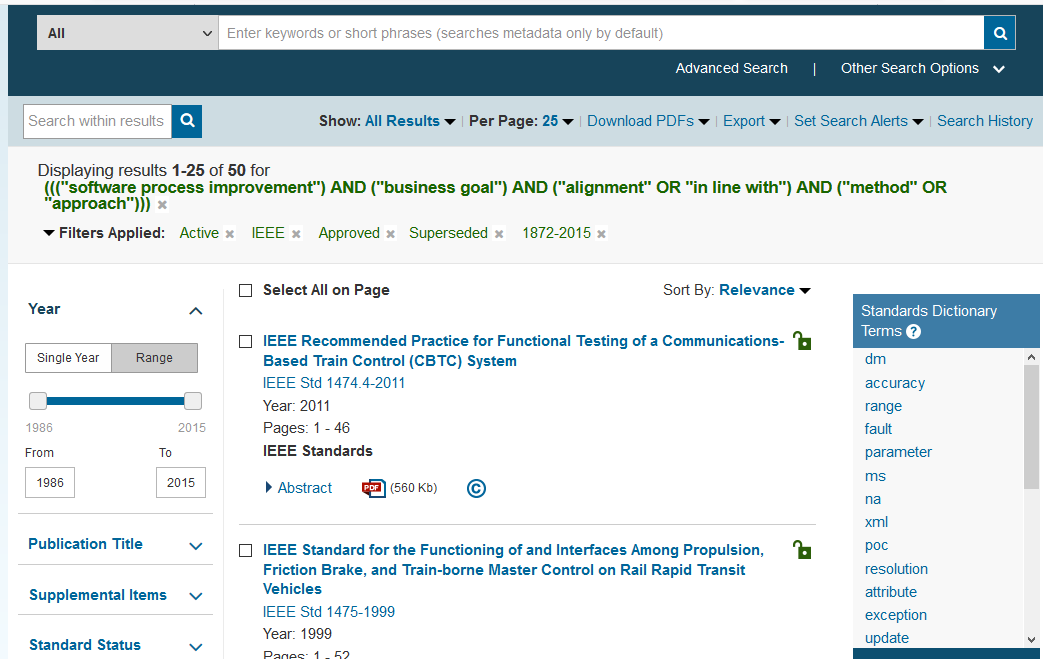 All
Enter keywords or short phrases (searches metadata only by default)
Advanced Search | Other Search Options
Search within results
Show: All Results | Per Page: 25 | Download PDFs | Export | Set Search Alerts | Search History
Displaying results 1-25 of 50 for
((("software process improvement") AND ("business goal") AND ("alignment" OR "in line with") AND ("method" OR
"approach"))) ×
Filters Applied: Active × IEEE × Approved × Superseded × 1872-2015 ×
Year
Single Year Range
1986 2015
From To
1986 2015
Publication Title
Supplemental Items
Standard Status
Select All on Page
Sort By: Relevance
IEEE Recommended Practice for Functional Testing of a Communications-
Based Train Control (CBTC) System
IEEE Std 1474.4-2011
Year: 2011
Pages: 1 - 46
IEEE Standards
Abstract PDF (560 Kb) ©
IEEE Standard for the Functioning of and Interfaces Among Propulsion,
Friction Brake, and Train-borne Master Control on Rail Rapid Transit
Vehicles
IEEE Std 1475-1999
Year: 1999
Pages: 1 - 52
Standards Dictionary
Terms ?
dm
accuracy
range
fault
parameter
ms
na
xml
poc
resolution
attribute
exception
update